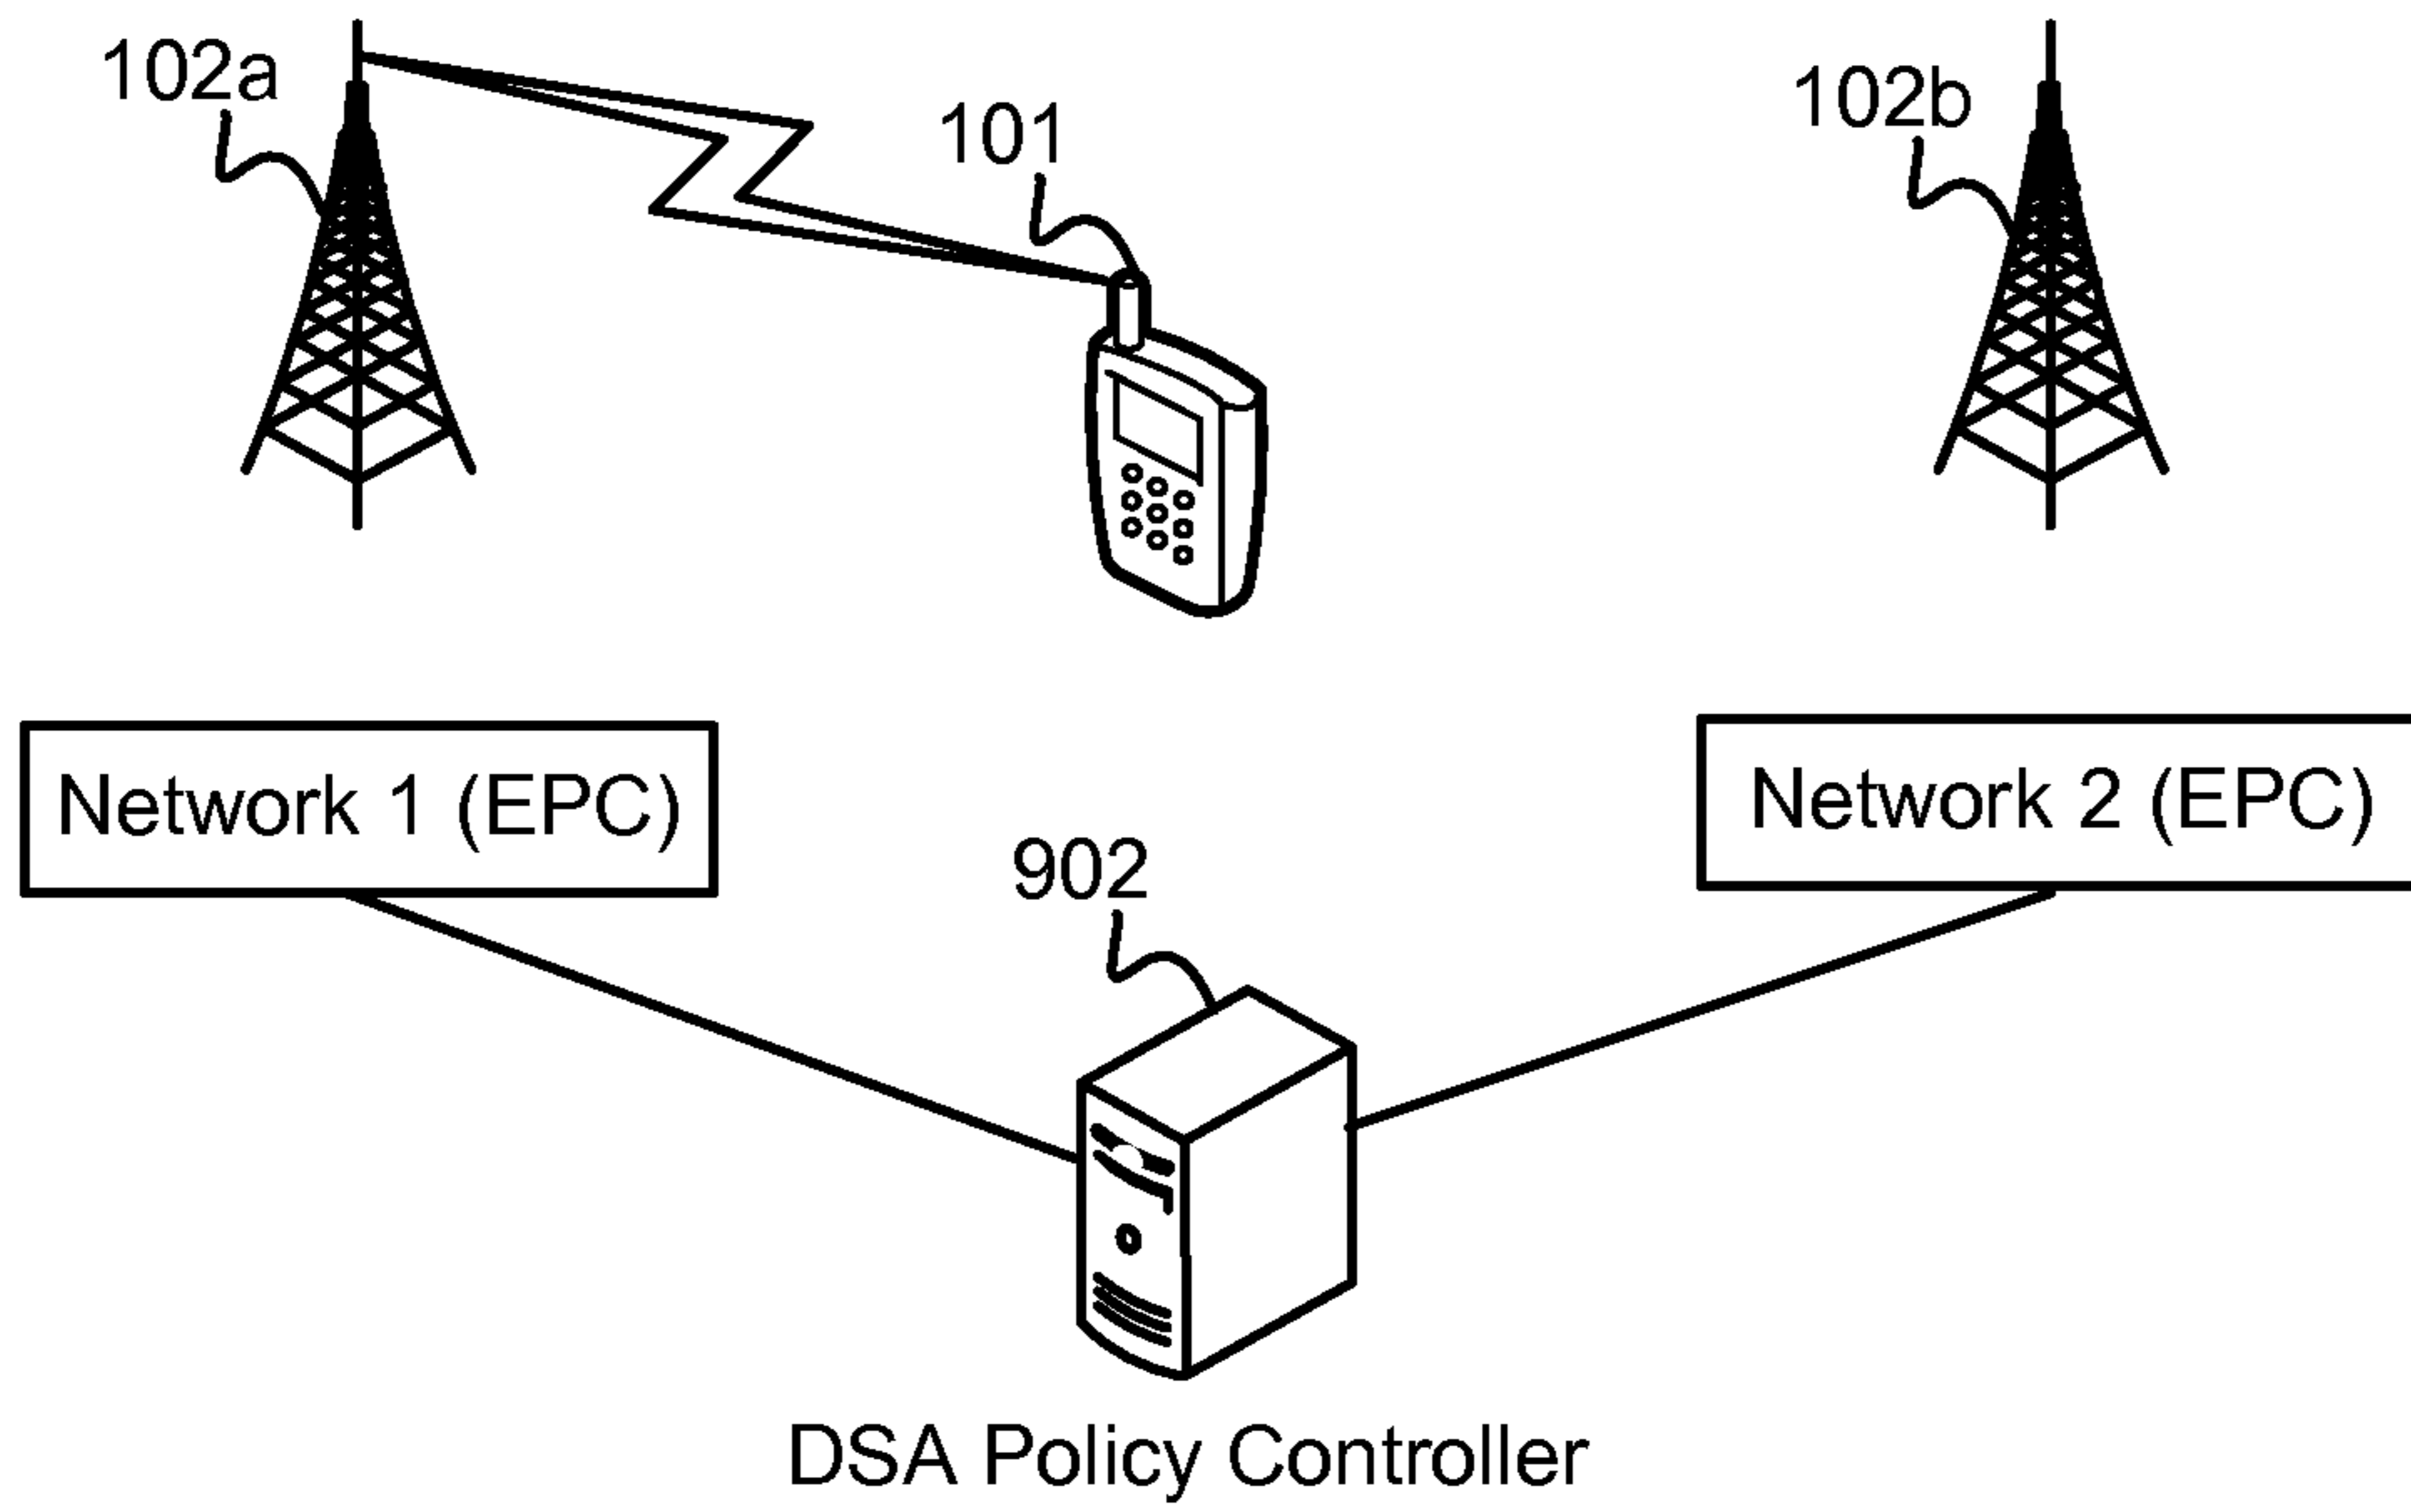 102a
101
102b
Network 1 (EPC)
Network 2 (EPC)
902
DSA Policy Controller